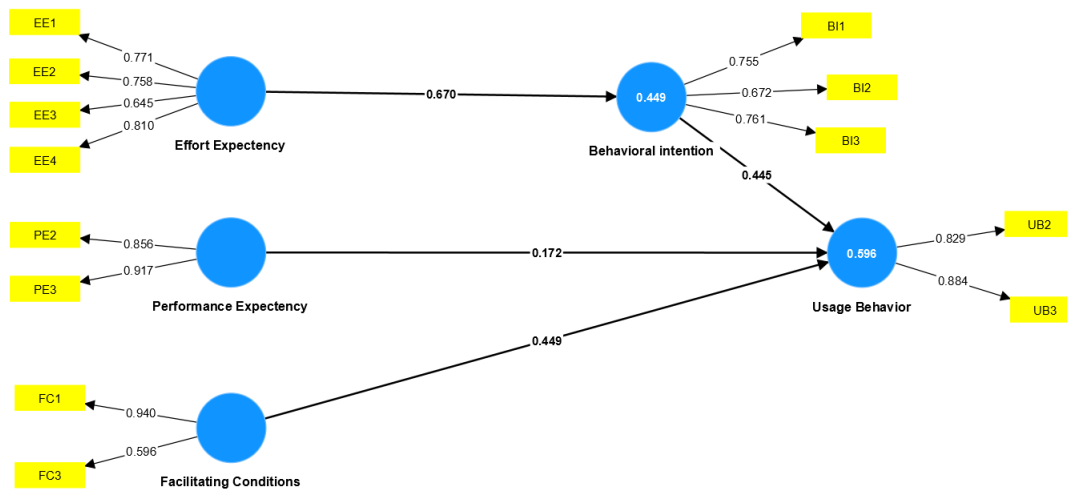 EE1
0.771
EE2
0.758
EE3
0.645
0.810
EE4
Effort Expectency
0.670
0.449
Behavioral intention
BI1
0.755
0.672
BI2
0.761
BI3
0.445
PE2
0.856
0.917
PE3
Performance Expectency
0.172
0.596
Usage Behavior
UB2
0.829
0.884
UB3
0.449
FC1
0.940
0.596
FC3
Facilitating Conditions